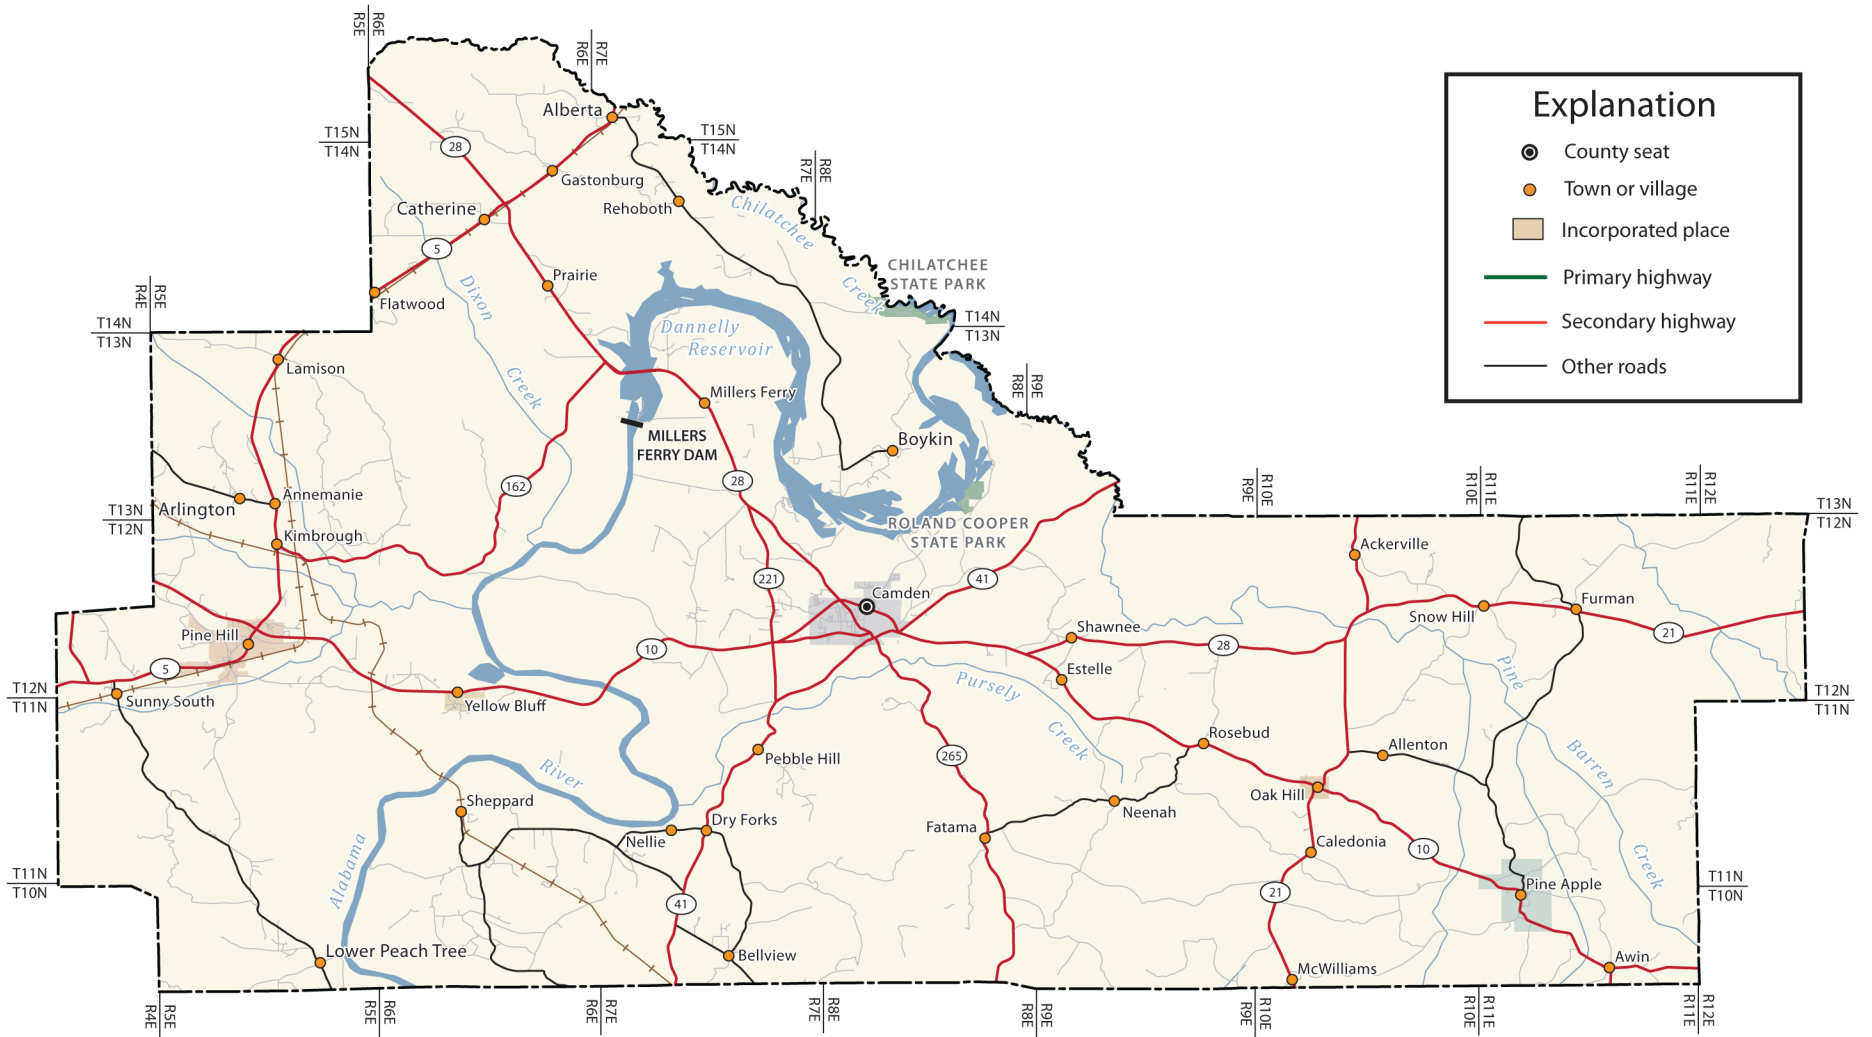 R5E
R6E
R6E
R7E
Alberta
T15N
T14N
T15N
T14N
28
Gastonburg
R7E
R8E
Catherine
Rehoboth
Chilatchee
5
CHILATCHEE
STATE PARK
Creek
Prairie
Flatwood
Dixon
R4E
R5E
T14N
T13N
Dannelly
Reservoir
T14N
T13N
Lamison
Creek
Millers Ferry
R8E
R9E
MILLERS
FERRY DAM
Boykin
162
28
Annemanie
Arlington
T13N
T12N
Kimbrough
ROLAND COOPER
STATE PARK
R9E
R10E
R10E
R11E
R11E
R12E
T13N
T12N
Ackerville
221
41
Camden
Snow Hill
Furman
21
Pine Hill
10
Shawnee
28
5
Estelle
Pine
T12N
T11N
Sunny South
Yellow Bluff
Pursely
Creek
T12N
T11N
Rosebud
Allenton
Barren
Pebble Hill
265
River
Oak Hill
Sheppard
Neenah
Nellie
Dry Forks
Fatama
Caledonia
10
Creek
Alabama
T11N
T10N
Pine Apple
T11N
T10N
21
41
Lower Peach Tree
Bellview
McWilliams
Awin
R4E
R5E
R5E
R6E
R6E
R7E
R7E
R8E
R8E
R9E
R9E
R10E
R10E
R11E
R11E
R12E
Explanation
County seat
Town or village
Incorporated place
Primary highway
Secondary highway
Other roads